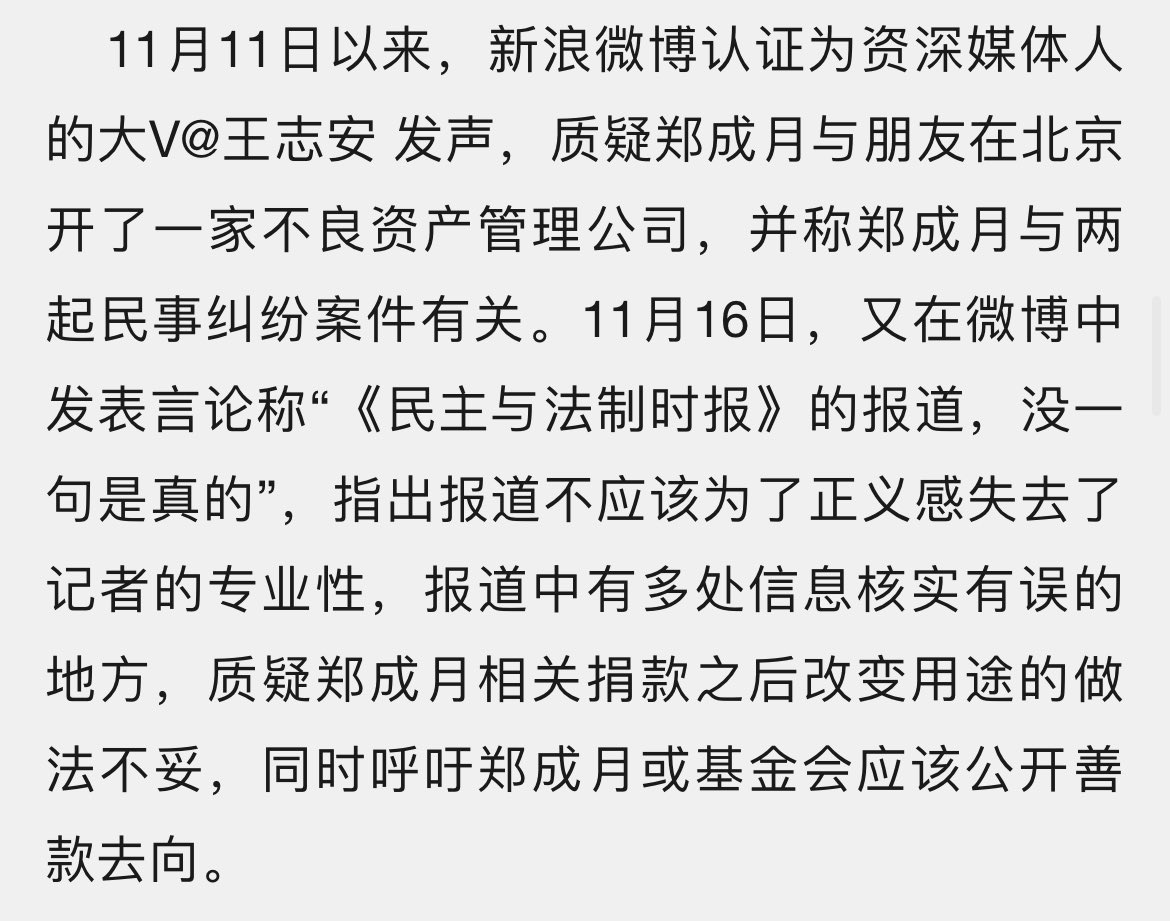 11月11日以来，新浪微博认证为资深媒体人
的大V@王志安 发声，质疑郑成月与朋友在北京
开了一家不良资产管理公司，并称郑成月与两
起民事纠纷案件有关。11月16日，又在微博中
发表言论称“《民主与法制时报》的报道，没一
句是真的”，指出报道不应该为了正义感失去了
记者的专业性，报道中有多处信息核实有误的
地方，质疑郑成月相关捐款之后改变用途的做
法不妥，同时呼吁郑成月或基金会应该公开善
款去向。